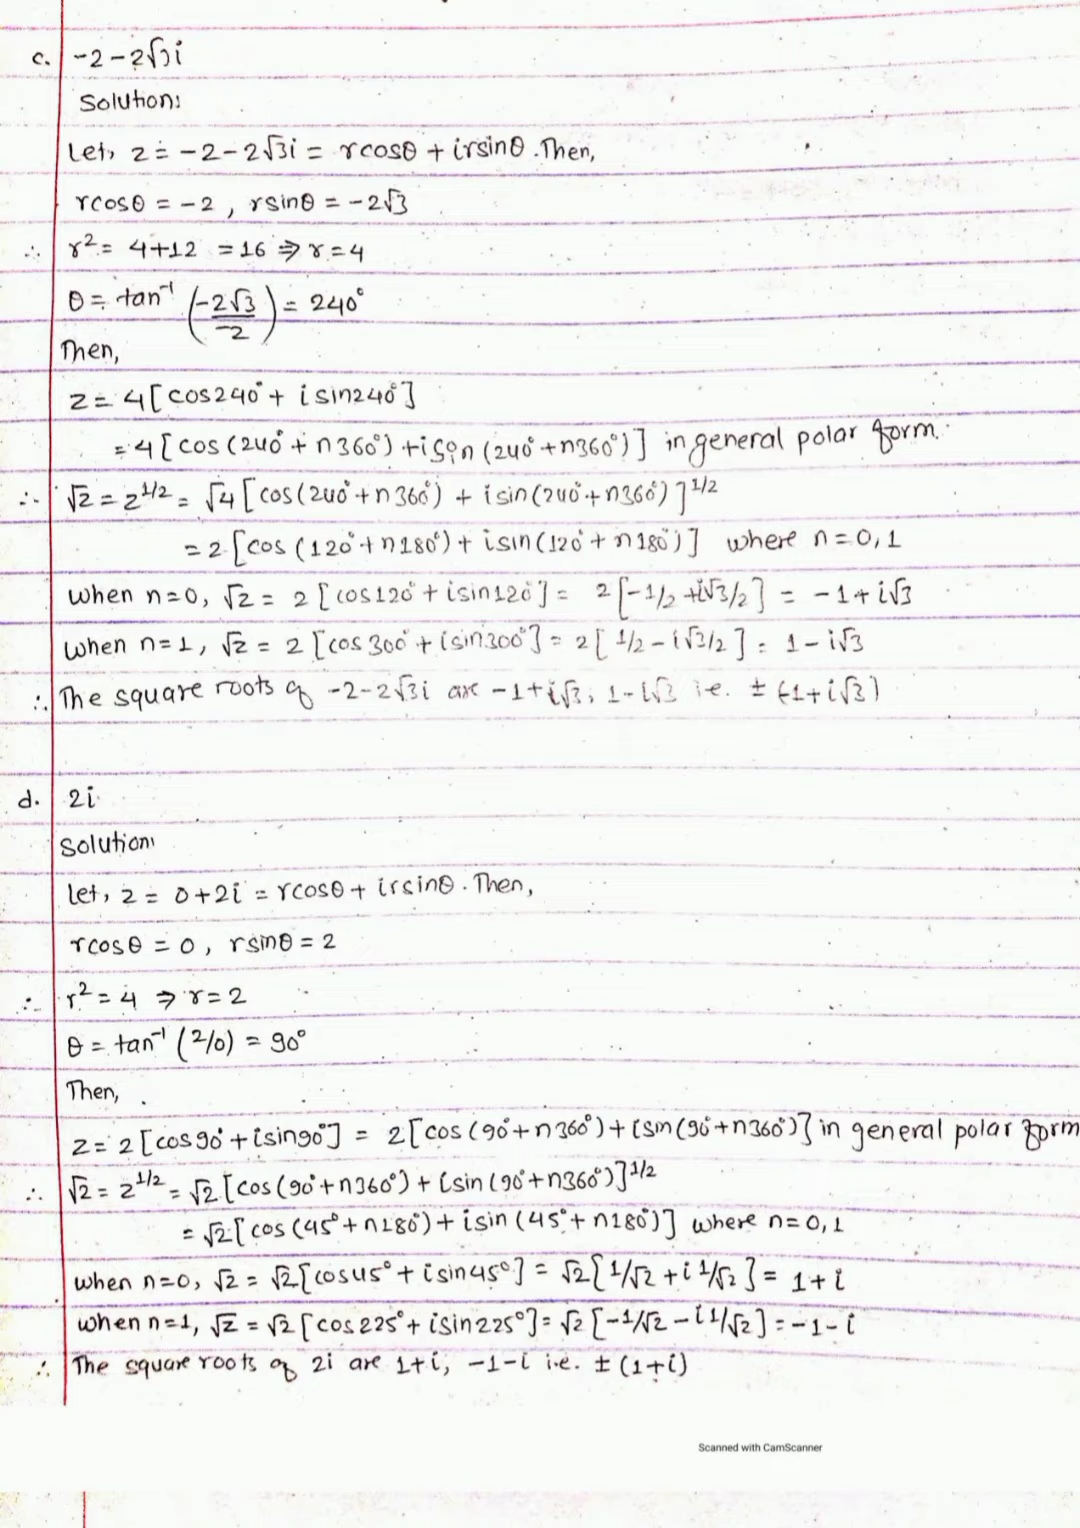 c. -2-2√3i
Solution:
Let, z = -2-2√3i = rcosθ + irsinθ. Then,
rcosθ = -2, rsinθ = -2√3
∴ r² = 4+12 = 16 ⇒ r = 4
θ = tan⁻¹ (-2√3/-2) = 240°
Then,
z = 4[cos240° + i sin240°]
= 4[cos(240° + n360°) + i sin(240° + n360°)] in general polar form.
∴ √z = z^1/2 = √4 [cos(240° + n360°) + i sin(240° + n360°)]^1/2
= 2[cos(120° + n180°) + isin(120° + n180°)] where n = 0, 1
when n=0, √z = 2[cos120° + isin120°] = 2[-1/2 + i√3/2] = -1 + i√3
when n=1, √z = 2[cos300° + isin300°] = 2[1/2 - i√3/2] = 1 - i√3
∴ The square roots of -2-2√3i are -1+i√3, 1-i√3 i.e. ± (-1+i√3)
d. 2i
Solution:
let, z = 0+2i = rcosθ + irsinθ. Then,
rcosθ = 0, rsinθ = 2
∴ r² = 4 ⇒ r = 2
θ = tan⁻¹ (2/0) = 90°
Then,
z = 2[cos90° + isin90°] = 2[cos(90° + n360°) + isin(90° + n360°)] in general polar form
∴ √z = z^1/2 = √2 [cos(90° + n360°) + isin(90° + n360°)]^1/2
= √2[cos(45° + n180°) + isin(45° + n180°)] where n = 0, 1
when n=0, √z = √2[cos45° + isin45°] = √2[1/√2 + i 1/√2] = 1 + i
when n=1, √z = √2[cos225° + isin225°] = √2[-1/√2 - i 1/√2] = -1 - i
∴ The square roots of 2i are 1+i, -1-i i.e. ± (1+i)
Scanned with CamScanner